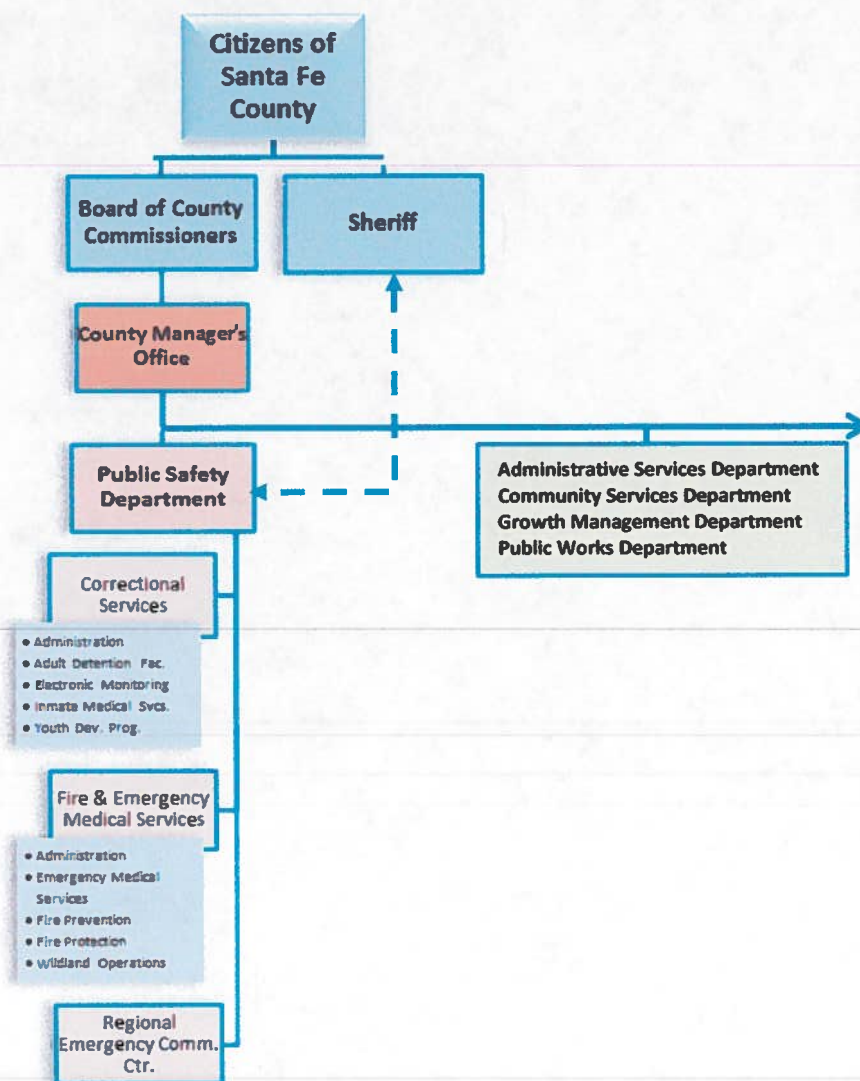 Citizens of
Santa Fe
County
Board of County
Commissioners
Sheriff
County Manager's
Office
Public Safety
Department
Administrative Services Department
Community Services Department
Growth Management Department
Public Works Department
Correctional
Services
• Administration
• Adult Detention Fac.
• Electronic Monitoring
• Inmate Medical Svcs.
• Youth Dev. Prog.
Fire & Emergency
Medical Services
• Administration
• Emergency Medical
Services
• Fire Prevention
• Fire Protection
• Wildland Operations
Regional
Emergency Comm.
Ctr.